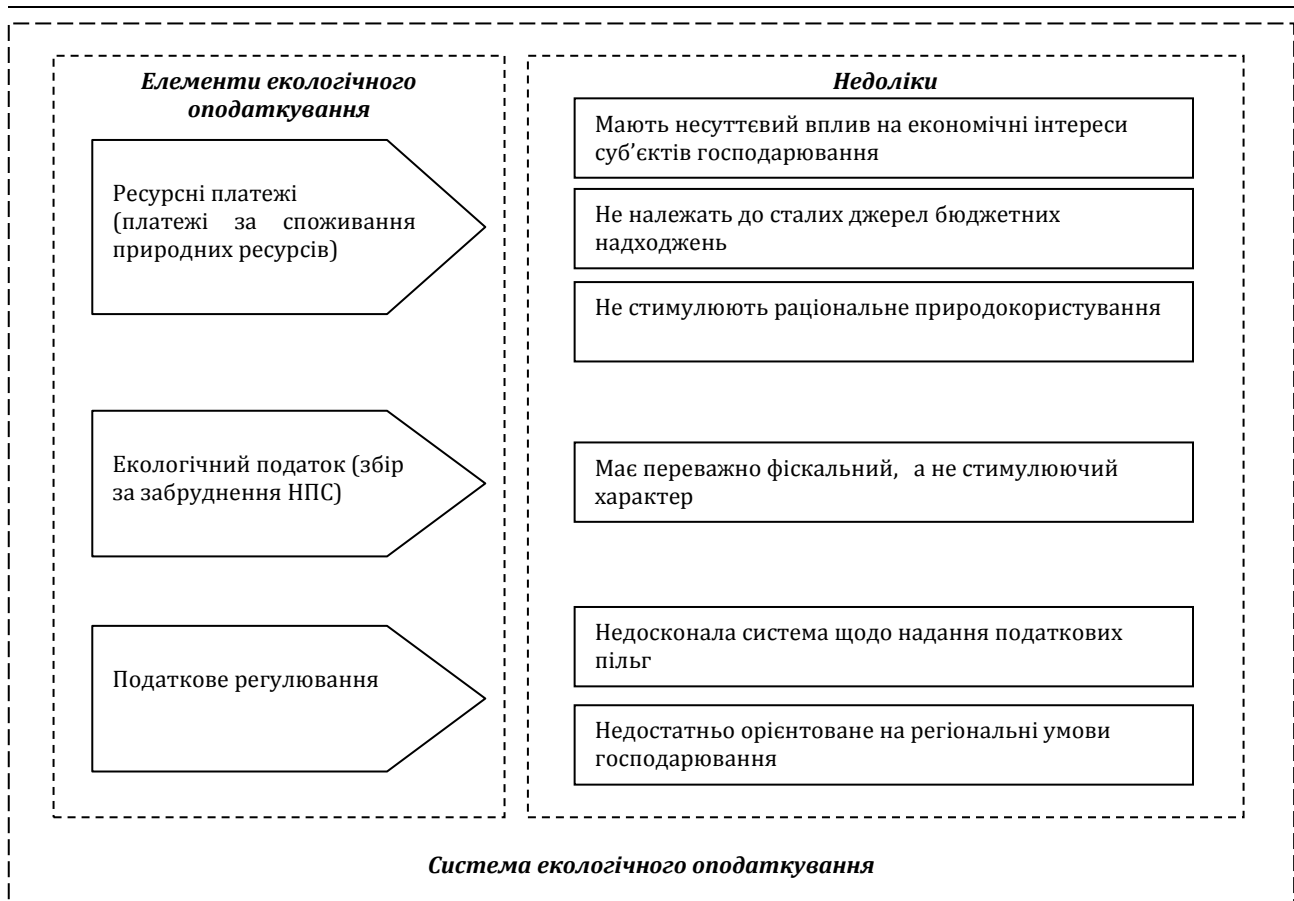 Елементи екологічного
оподаткування
Ресурсні платежі
(платежі за споживання
природних ресурсів)
Екологічний податок (збір
за забруднення НПС)
Податкове регулювання
Недоліки
Мають несуттєвий вплив на економічні інтереси
суб’єктів господарювання
Не належать до сталих джерел бюджетних
надходжень
Не стимулюють раціональне природокористування
Має переважно фіскальний, а не стимулюючий
характер
Недосконала система щодо надання податкових
пільг
Недостатньо орієнтоване на регіональні умови
господарювання
Система екологічного оподаткування